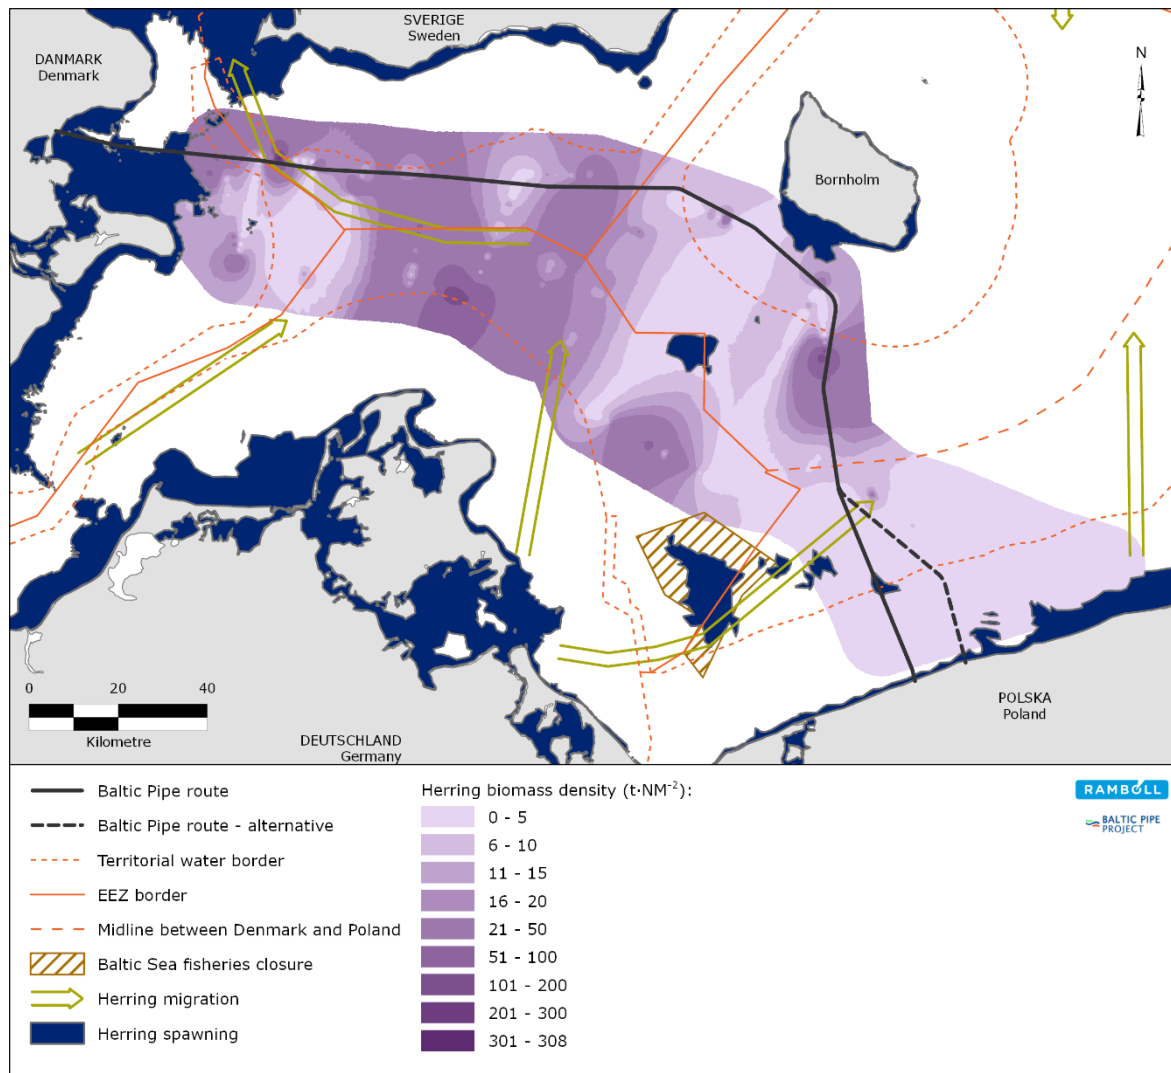 SVERIGE
Sweden
DANMARK
Denmark
N
Bornholm
0 20 40
Kilometre
DEUTSCHLAND
Germany
POLSKA
Poland
Baltic Pipe route
Baltic Pipe route - alternative
Territorial water border
EEZ border
Midline between Denmark and Poland
Baltic Sea fisheries closure
Herring migration
Herring spawning
Herring biomass density (t·NM⁻²):
0 - 5
6 - 10
11 - 15
16 - 20
21 - 50
51 - 100
101 - 200
201 - 300
301 - 308
RAMBOLL
BALTIC PIPE
PROJECT